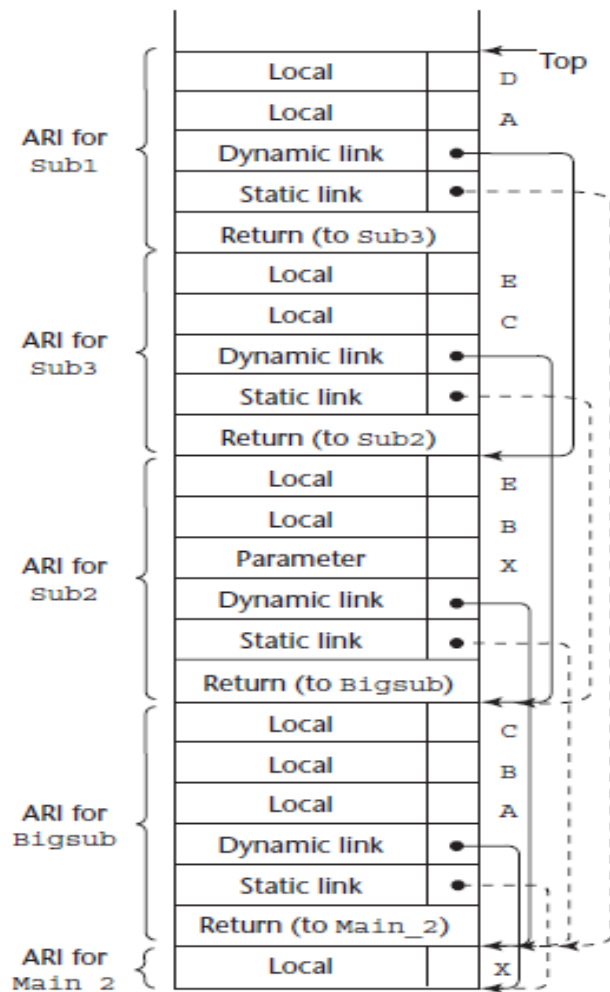 Top
Local D
Local A
ARI for
Sub1
Dynamic link
Static link
Return (to Sub3)
Local E
Local C
ARI for
Sub3
Dynamic link
Static link
Return (to Sub2)
Local E
Local B
Parameter X
ARI for
Sub2
Dynamic link
Static link
Return (to Bigsub)
Local C
Local B
Local A
ARI for
Bigsub
Dynamic link
Static link
Return (to Main_2)
ARI for
Main_2
Local X